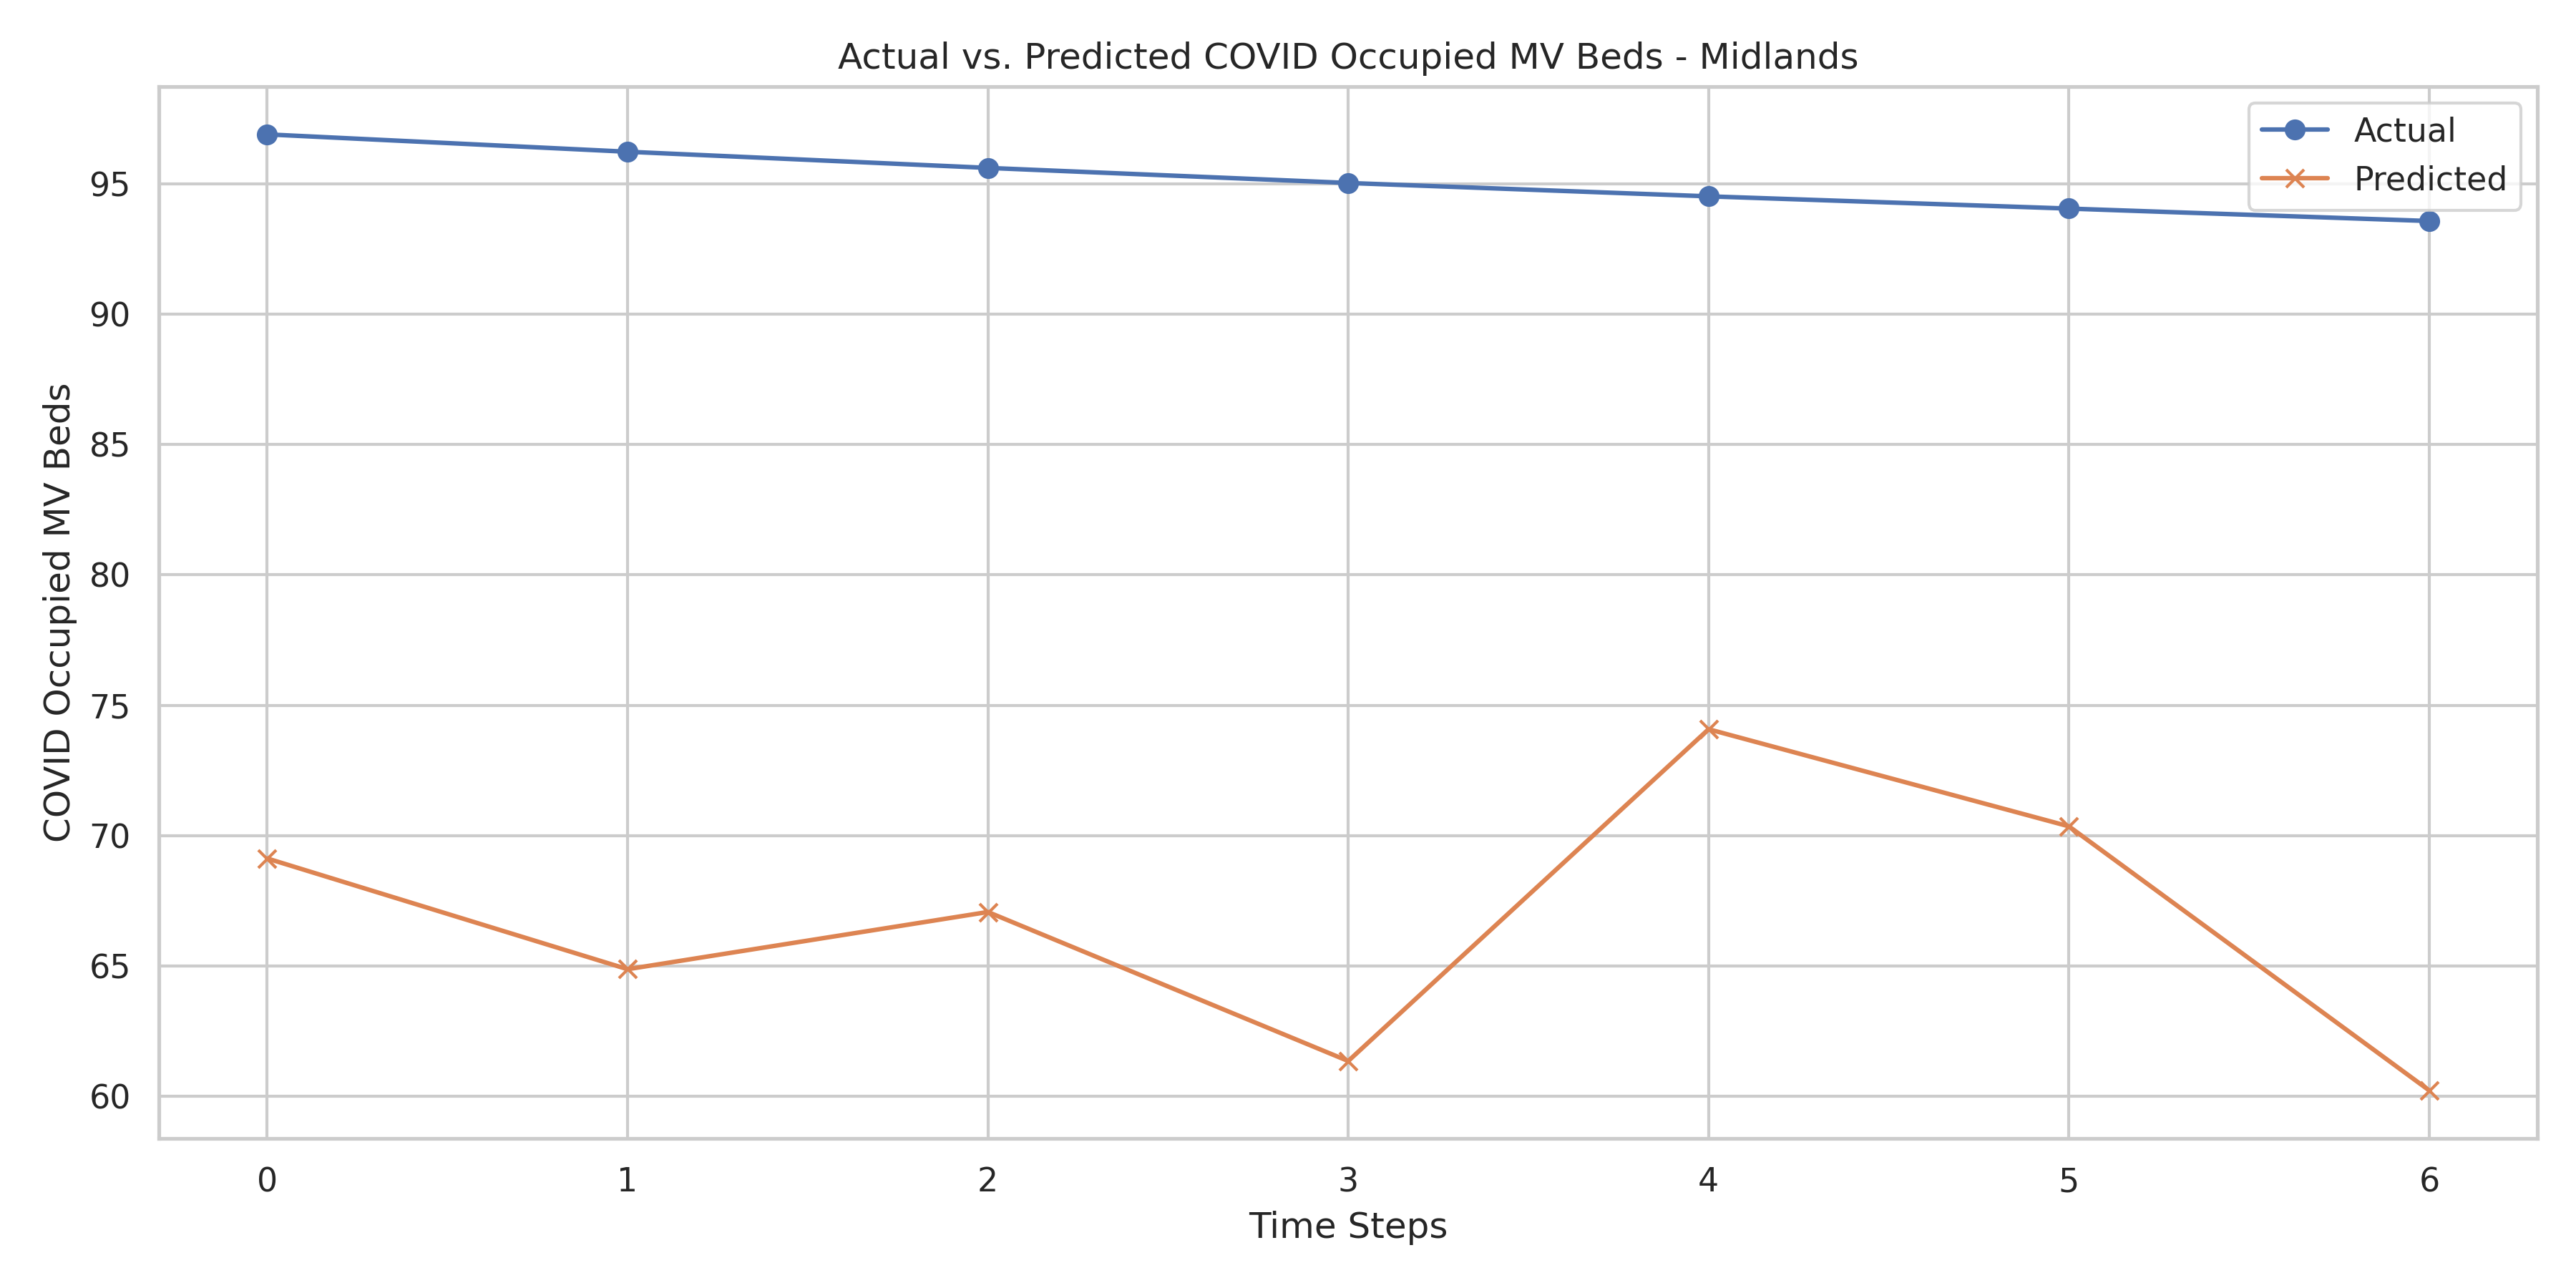 Actual vs. Predicted COVID Occupied MV Beds - Midlands
Actual
Predicted
COVID Occupied MV Beds
95
90
85
80
75
70
65
60
0 1 2 3 4 5 6
Time Steps